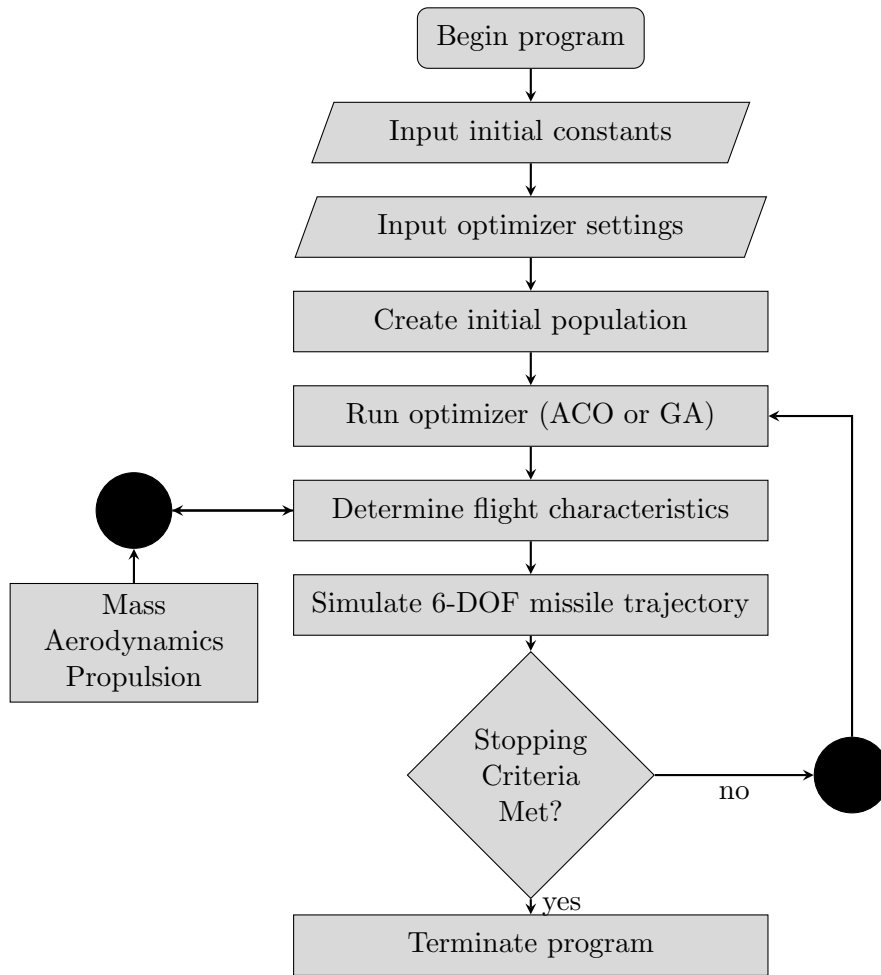 Begin program
Input initial constants
Input optimizer settings
Create initial population
Run optimizer (ACO or GA)
Determine flight characteristics
Mass
Aerodynamics
Propulsion
Simulate 6-DOF missile trajectory
Stopping
Criteria
Met?
no
yes
Terminate program